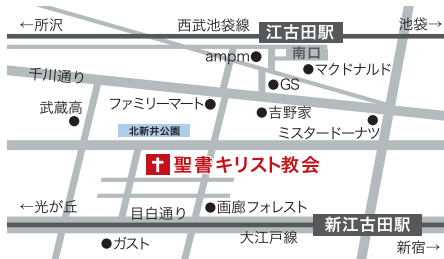 ←所沢
西武池袋線
江古田駅
池袋→
南口
ampm
マクドナルド
千川通り
GS
武蔵高
ファミリーマート
吉野家
北新井公園
ミスタードーナツ
聖書キリスト教会
←光が丘
目白通り
画廊フォレスト
新江古田駅
大江戸線
ガスト
新宿→